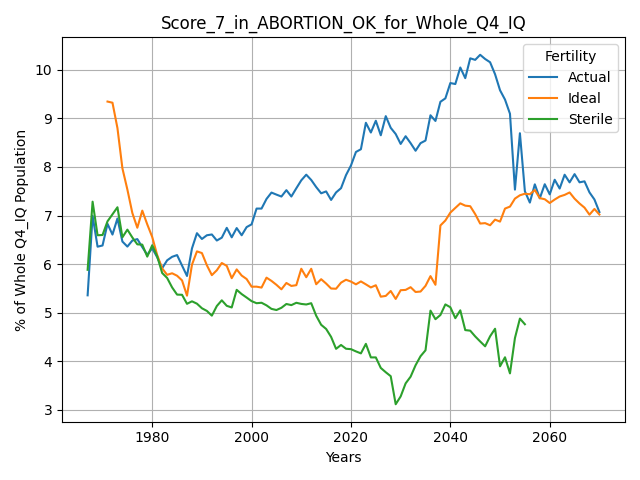 Score_7_in_ABORTION_OK_for_Whole_Q4_IQ
Fertility
Actual
Ideal
Sterile
% of Whole Q4_IQ Population
10
9
8
7
6
5
4
3
1980 2000 2020 2040 2060
Years